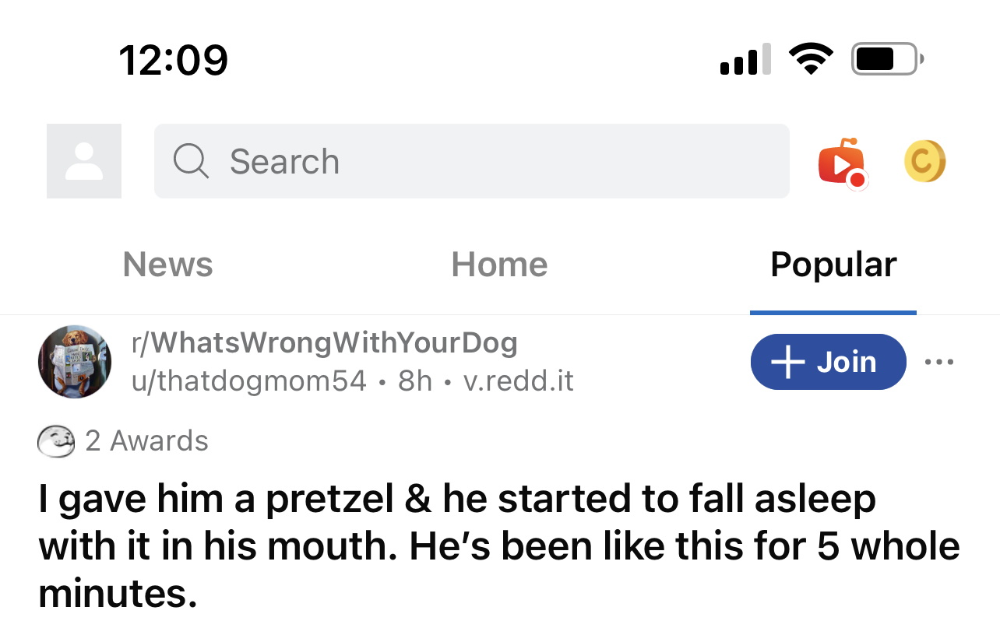 12:09
Search
C
News Home Popular
r/WhatsWrongWithYourDog
u/thatdogmom54 • 8h • v.redd.it
+ Join ...
2 Awards
I gave him a pretzel & he started to fall asleep
with it in his mouth. He’s been like this for 5 whole
minutes.